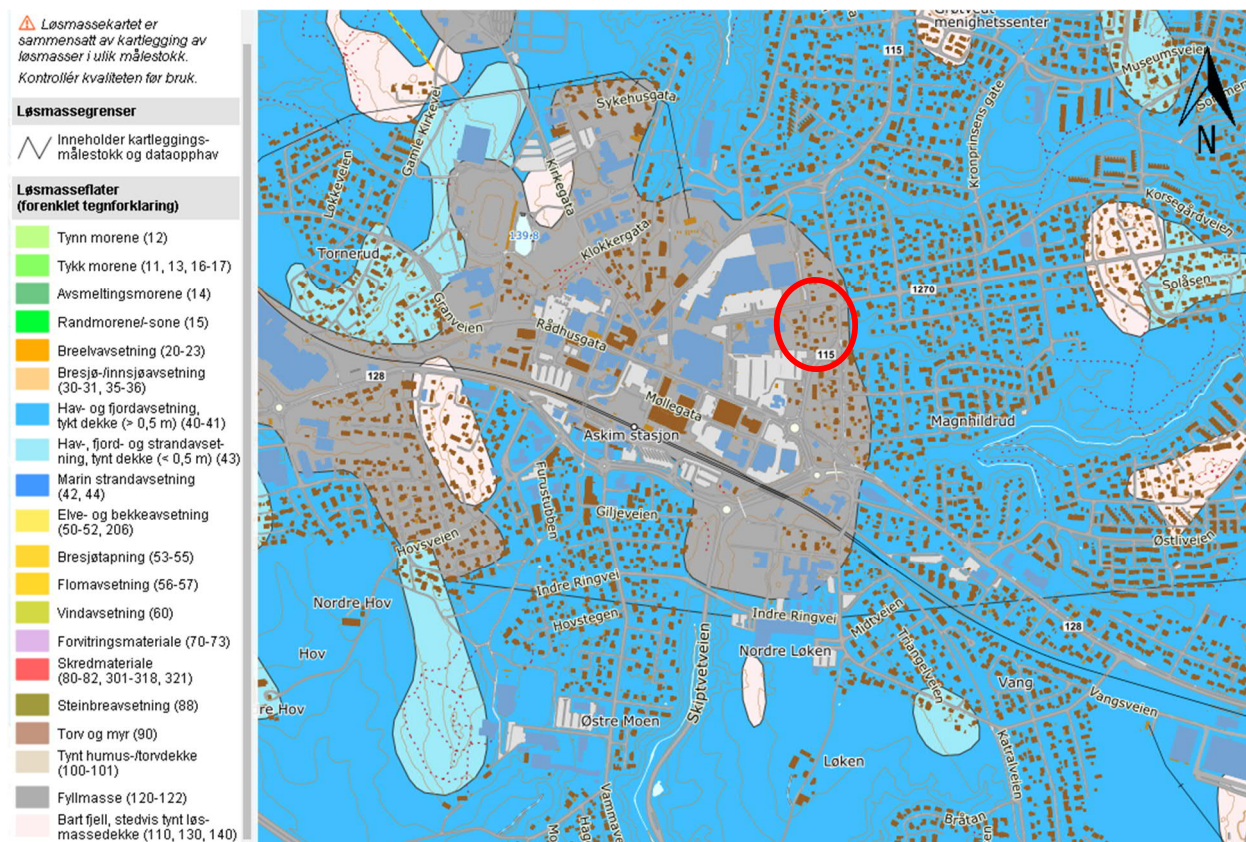 Løsmassekartet er
sammensatt av kartlegging av
løsmasser i ulik målestokk.
Kontrollér kvaliteten før bruk.
Løsmassegrenser
Inneholder kartleggings-
målestokk og dataopphav
Løsmasseflater
(forenklet tegnforklaring)
Tynn morene (12)
Tykk morene (11, 13, 16-17)
Avsmeltingsmorene (14)
Randmorene/-sone (15)
Breelvavsetning (20-23)
Bresjø-/innsjøavsetning
(30-31, 35-36)
Hav- og fjordavsetning,
tykt dekke (> 0,5 m) (40-41)
Hav-, fjord- og strandavset-
ning, tynt dekke (< 0,5 m) (43)
Marin strandavsetning
(42, 44)
Elve- og bekkeavsetning
(50-52, 206)
Bresjøtapning (53-55)
Flomavsetning (56-57)
Vindavsetning (60)
Forvitringsmateriale (70-73)
Skredmateriale
(80-82, 301-318, 321)
Steinbreavsetning (88)
Torv og myr (90)
Tynt humus-/torvdekke
(100-101)
Fyllmasse (120-122)
Bart fjell, stedvis tynt løs-
massedekke (110, 130, 140)
menighetssenter
115
Museumsveien
N
Sykehusgata
Gamle Kirkevei
Kirkegata
Løkkeveien
Kronprinsens gate
Korsegårdveien
139,8
Klokkergata
Tornerud
Solåsen
1270
Granveien
Rådhusgata
115
128
Møllegata
Askim stasjon
Magnhildrud
Furustubben
Giljeveien
Østliveien
Hovsveien
Indre Ringvei
Nordre Hov
Hovstegen
Indre Ringvei
Midtveien
128
Hov
Nordre Løken
Triangelveien
Skiptvetveien
Vang
Vangsveien
re Hov
Østre Moen
Løken
Katralveien
Vammaveien
Bråtan